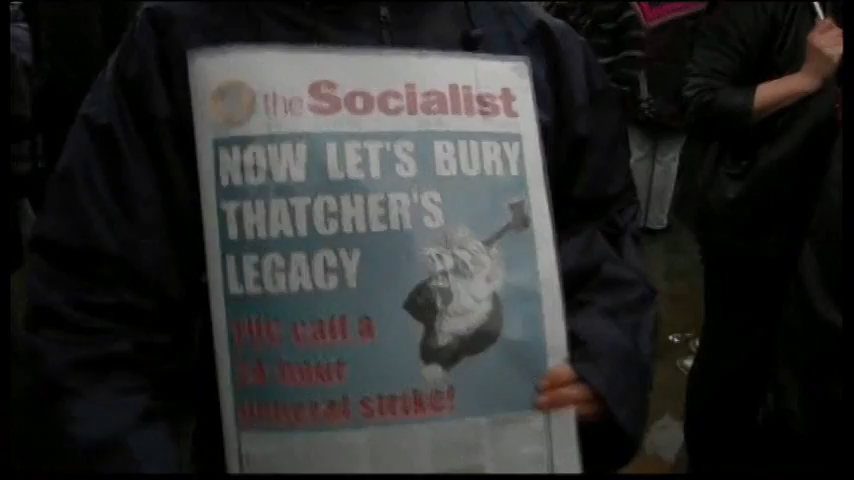 the Socialist
NOW LET'S BURY
THATCHER'S
LEGACY
TUC call a
24 hour
general strike!